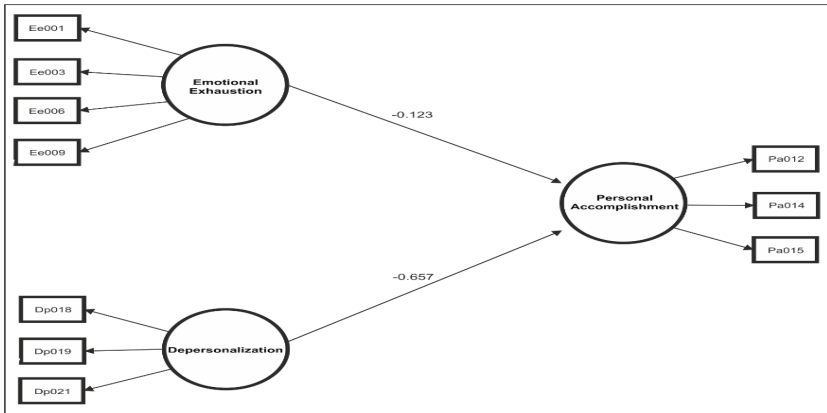 Ee001
Ee003
Ee006
Ee009
Emotional
Exhaustion
-0.123
Personal
Accomplishment
Pa012
Pa014
Pa015
-0.657
Dp018
Dp019
Dp021
Depersonalization